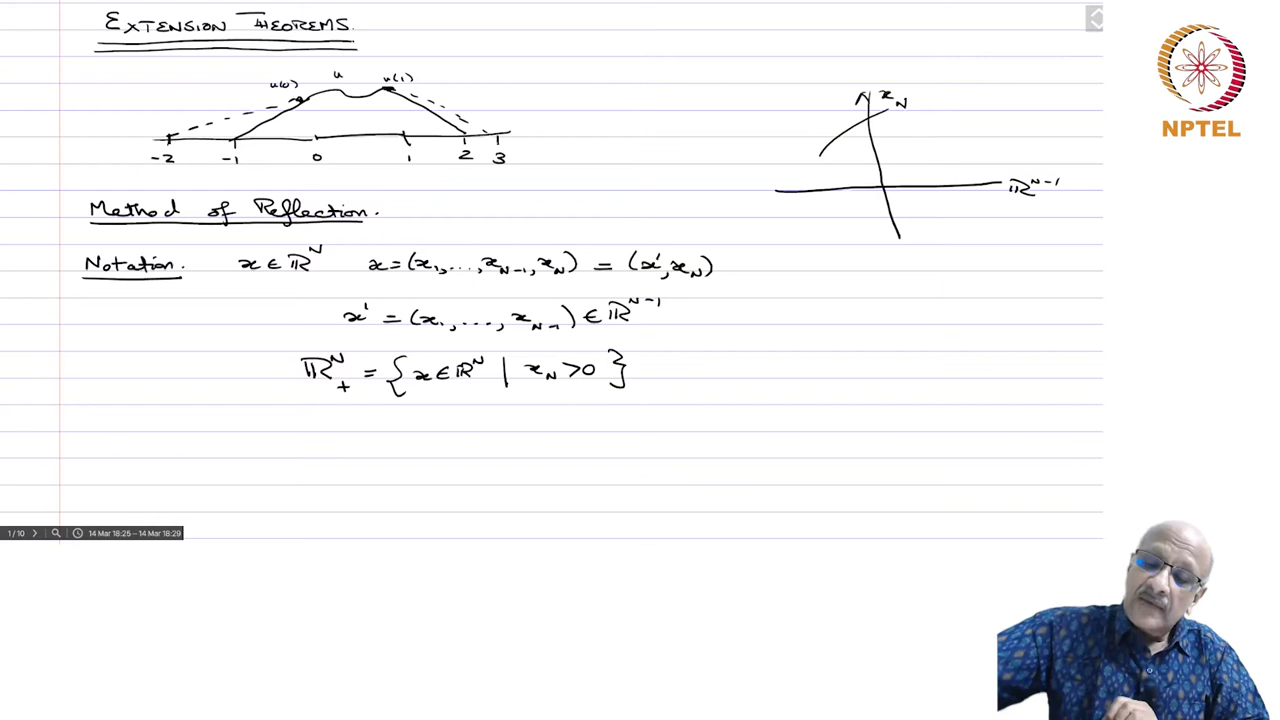 EXTENSION THEOREMS.
u(0) u u(1)
-2 -1 0 1 2 3
x_N
ℝ^{N-1}
Method of Reflection.
Notation. x∈ℝ^N x=(x_1,...,x_{N-1},x_N) = (x',x_N)
x' = (x_1,...,x_{N-1}) ∈ ℝ^{N-1}
ℝ^N_+ = {x∈ℝ^N | x_N>0}
1/10 14 Mar 18:25 – 14 Mar 18:29
NPTEL